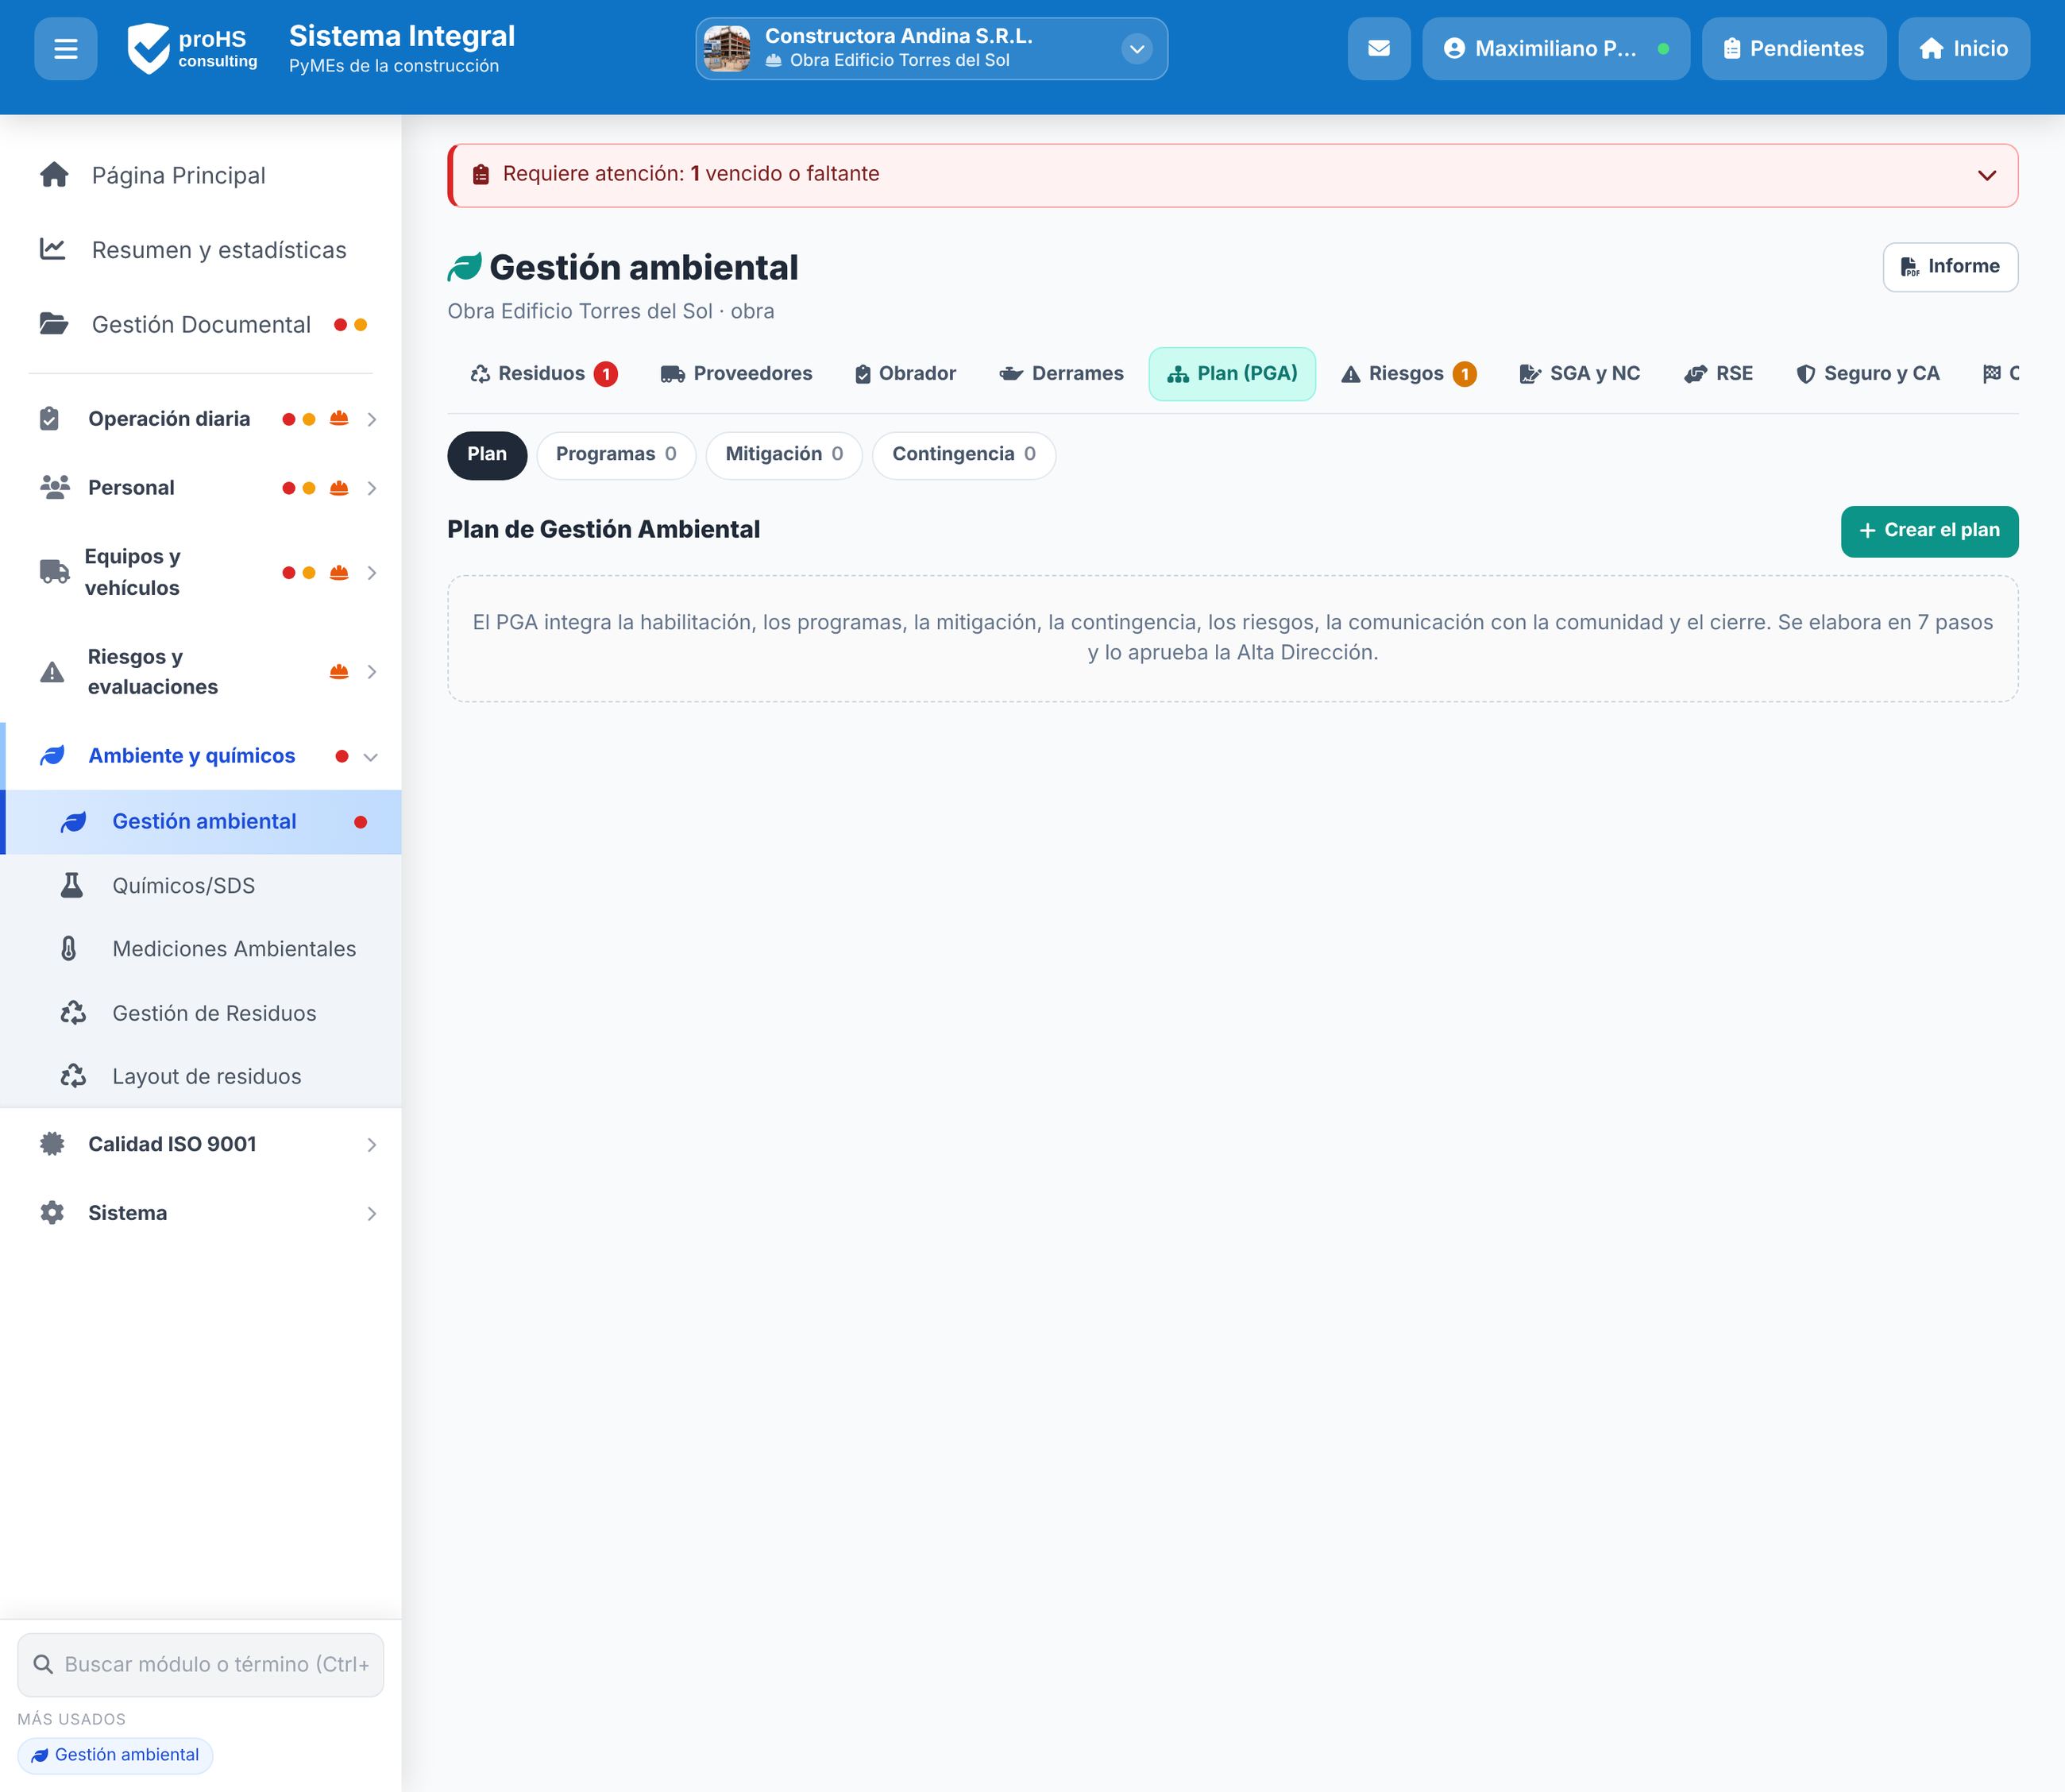 proHS
consulting
Sistema Integral
PyMEs de la construcción
Constructora Andina S.R.L.
Obra Edificio Torres del Sol
Maximiliano P...
Pendientes
Inicio
Página Principal
Resumen y estadísticas
Gestión Documental
Operación diaria
Personal
Equipos y
vehículos
Riesgos y
evaluaciones
Ambiente y químicos
Gestión ambiental
Químicos/SDS
Mediciones Ambientales
Gestión de Residuos
Layout de residuos
Calidad ISO 9001
Sistema
Buscar módulo o término (Ctrl+
MÁS USADOS
Gestión ambiental
Requiere atención: 1 vencido o faltante
Gestión ambiental
PDF Informe
Obra Edificio Torres del Sol · obra
Residuos 1 Proveedores Obrador Derrames Plan (PGA) Riesgos 1 SGA y NC RSE Seguro y CA
Plan Programas 0 Mitigación 0 Contingencia 0
Plan de Gestión Ambiental
+ Crear el plan
El PGA integra la habilitación, los programas, la mitigación, la contingencia, los riesgos, la comunicación con la comunidad y el cierre. Se elabora en 7 pasos
y lo aprueba la Alta Dirección.